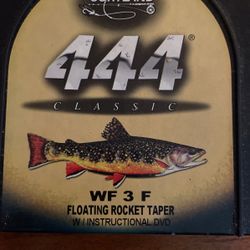 444®
CLASSIC
WF 3 F
FLOATING ROCKET TAPER
W / INSTRUCTIONAL DVD